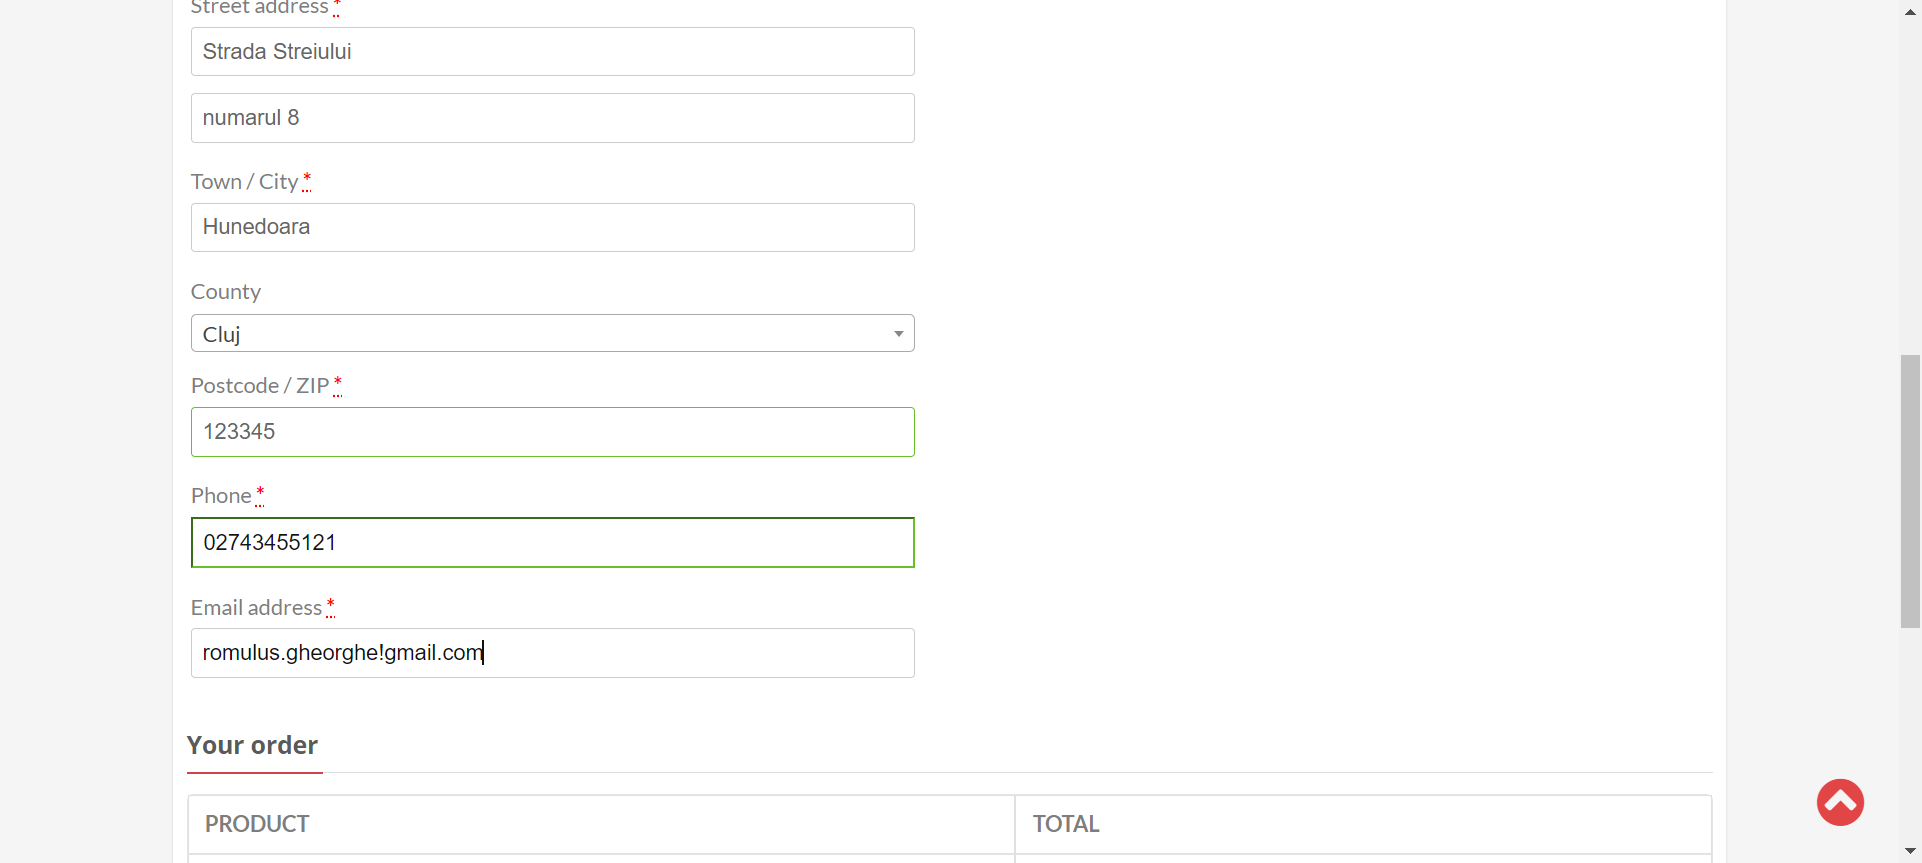 Street address *
Strada Streiului
numarul 8
Town / City *
Hunedoara
County
Cluj
Postcode / ZIP *
123345
Phone *
02743455121
Email address *
romulus.gheorghe!gmail.com
Your order
PRODUCT TOTAL